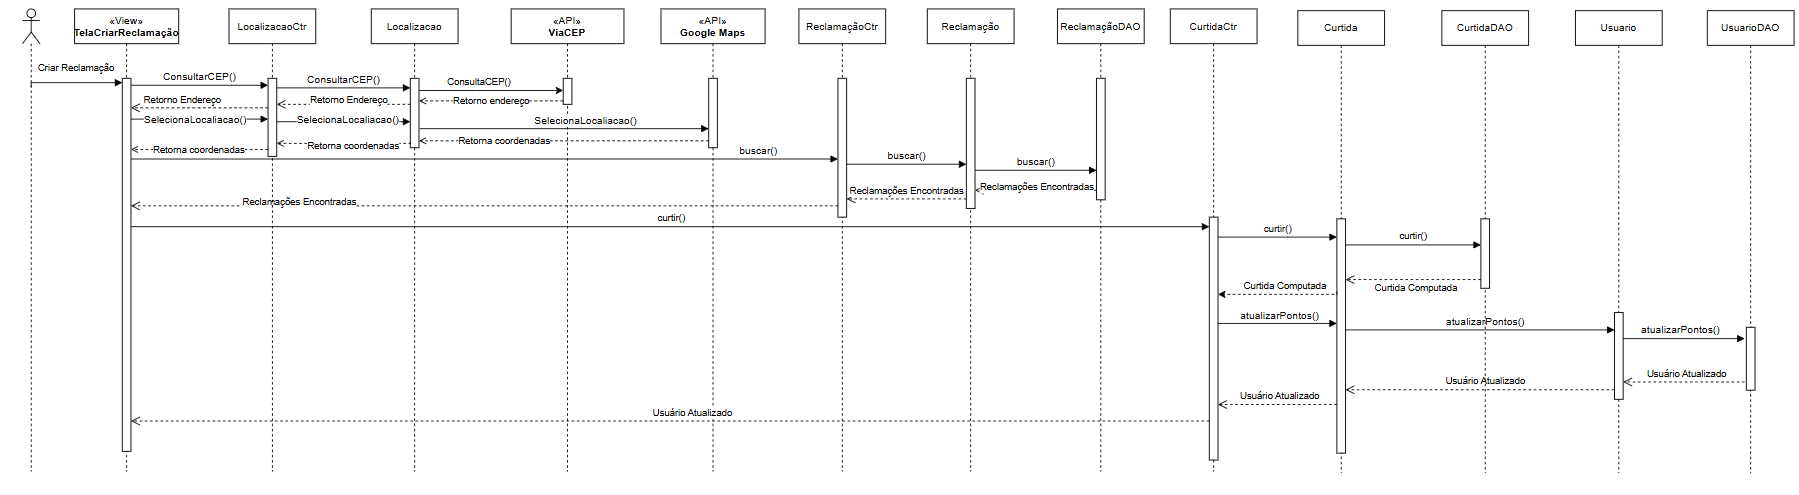 «View»
TelaCriarReclamação
LocalizacaoCtr
Localizacao
«API»
ViaCEP
«API»
Google Maps
ReclamaçãoCtr
Reclamação
ReclamaçãoDAO
CurtidaCtr
Curtida
CurtidaDAO
Usuario
UsuarioDAO
Criar Reclamação
ConsultarCEP()
ConsultarCEP()
ConsultaCEP()
Retorno Endereço
Retorno Endereço
Retorno endereço
SelecionaLocaliacao()
SelecionaLocaliacao()
SelecionaLocaliacao()
Retorna coordenadas
Retorna coordenadas
Retorna coordenadas
buscar()
buscar()
buscar()
Reclamações Encontradas
Reclamações Encontradas
Reclamações Encontradas
curtir()
curtir()
curtir()
Curtida Computada
Curtida Computada
atualizarPontos()
atualizarPontos()
atualizarPontos()
Usuário Atualizado
Usuário Atualizado
Usuário Atualizado
Usuário Atualizado